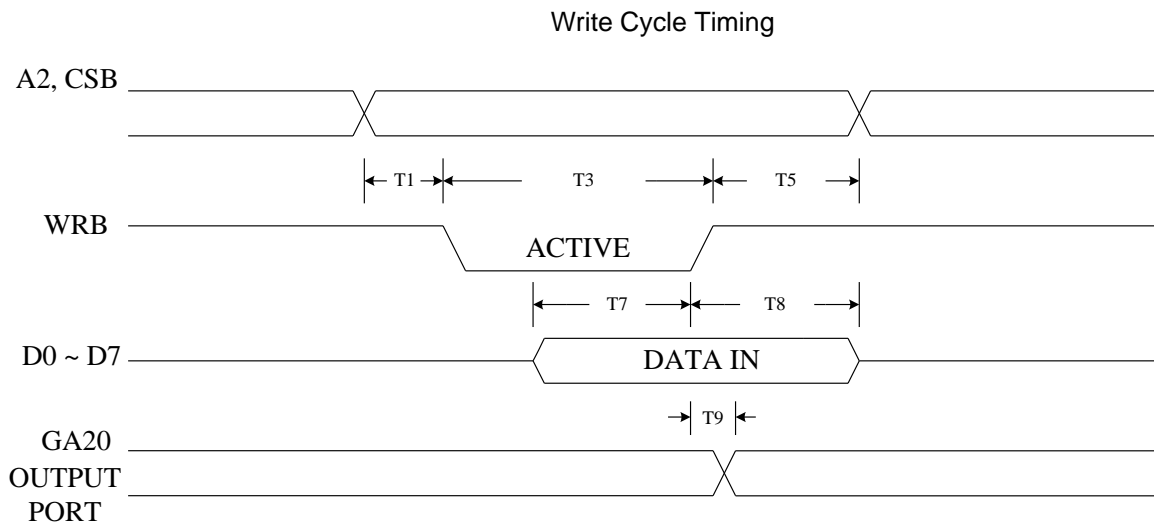 Write Cycle Timing
A2, CSB
T1
T3
T5
WRB
ACTIVE
T7
T8
D0 ~ D7
DATA IN
T9
GA20
OUTPUT
PORT